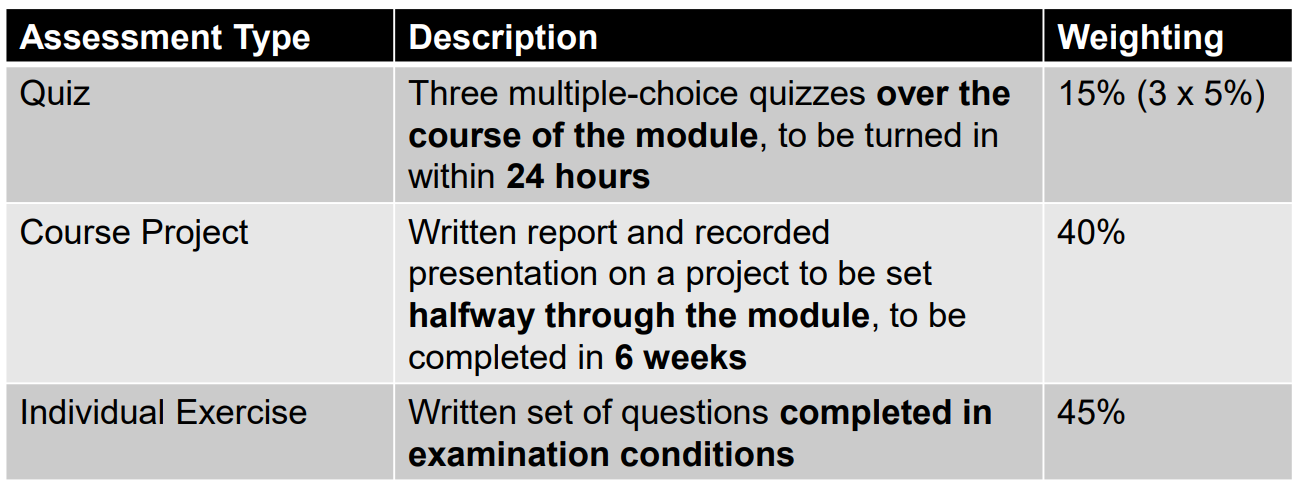 Assessment Type Description Weighting
Quiz Three multiple-choice quizzes over the 15% (3 x 5%)
course of the module, to be turned in
within 24 hours
Course Project Written report and recorded 40%
presentation on a project to be set
halfway through the module, to be
completed in 6 weeks
Individual Exercise Written set of questions completed in 45%
examination conditions